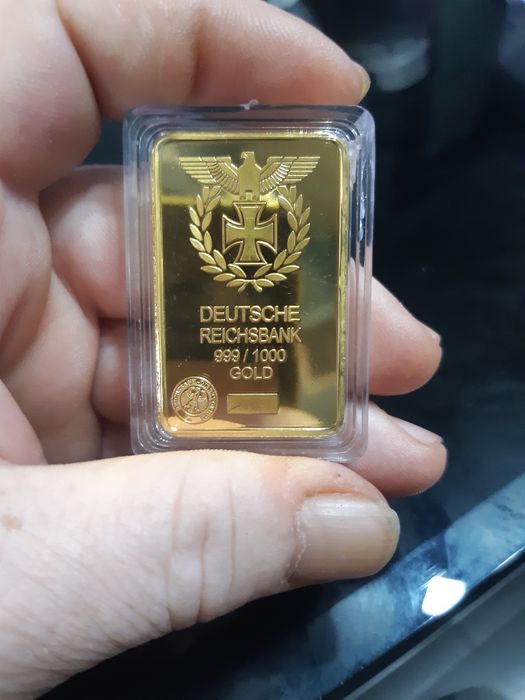 DEUTSCHE
REICHSBANK
999 / 1000
GOLD